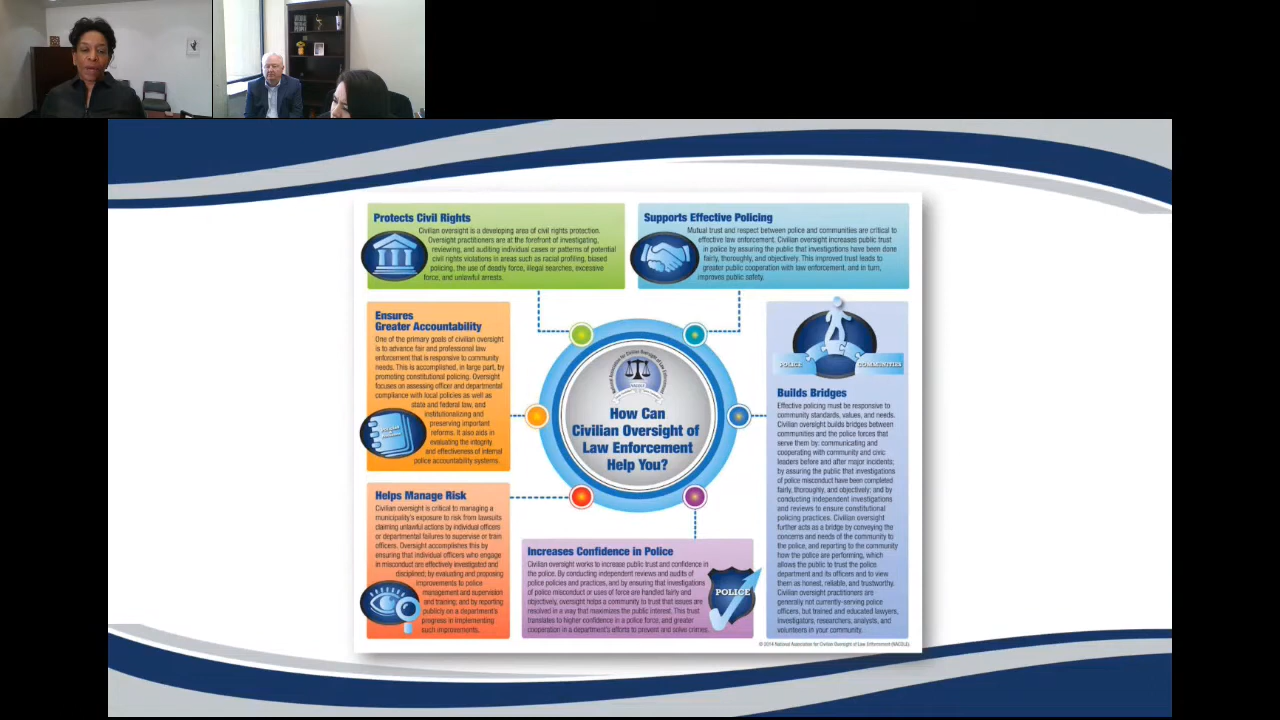 Protects Civil Rights
Civilian oversight is a developing area of civil rights protection.
Oversight practitioners are at the forefront of investigating,
reviewing, and auditing individual cases or patterns of potential
civil rights violations in areas such as racial profiling, biased
policing, the use of deadly force, illegal searches, excessive
force, and unlawful arrests.
Supports Effective Policing
Mutual trust and respect between police and communities are critical to
effective law enforcement. Civilian oversight increases public trust
in police by assuring the public that investigations have been done
fairly, thoroughly, and objectively. This improved trust leads to
greater public cooperation with law enforcement, and in turn,
improves public safety.
Ensures
Greater Accountability
One of the primary goals of civilian oversight
is to advance fair and professional law
enforcement that is responsive to community
needs. This is accomplished, in large part, by
promoting constitutional policing. Oversight
focuses on assessing officer and departmental
compliance with local policies as well as
state and federal law, and
institutionalizing and
preserving important
reforms. It also aids in
evaluating the integrity
and effectiveness of internal
police accountability systems.
How Can
Civilian Oversight of
Law Enforcement
Help You?
POLICE
COMMUNITIES
Builds Bridges
Effective policing must be responsive to
community standards, values, and needs.
Civilian oversight builds bridges between
communities and the police forces that
serve them by: communicating and
cooperating with community and civic
leaders before and after major incidents;
by assuring the public that investigations
of police misconduct have been completed
fairly, thoroughly, and objectively; and by
conducting independent investigations
and reviews to ensure constitutional
policing practices. Civilian oversight
further acts as a bridge by conveying the
concerns and needs of the community to
the police, and reporting to the community
how the police are performing, which
allows the public to trust the police
department and its officers and to view
them as honest, reliable, and trustworthy.
Civilian oversight practitioners are
generally not currently-serving police
officers, but trained and educated lawyers,
investigators, researchers, analysts, and
volunteers in your community.
Helps Manage Risk
Civilian oversight is critical to managing a
municipality's exposure to risk from lawsuits
claiming unlawful actions by individual officers
or departmental failures to supervise or train
officers. Oversight accomplishes this by
ensuring that individual officers who engage
in misconduct are effectively investigated and
disciplined; by evaluating and proposing
improvements to police
management and supervision
and training; and by reporting
publicly on a department's
progress in implementing
such improvements.
Increases Confidence in Police
Civilian oversight works to increase public trust and confidence in
the police. By conducting independent reviews and audits of
police policies and practices, and by ensuring that investigations
of police misconduct or uses of force are handled fairly and
objectively, oversight helps a community to trust that issues are
resolved in a way that maximizes the public interest. This trust
translates to higher confidence in a police force, and greater
cooperation in a department's efforts to prevent and solve crimes.
POLICE
© 2014 National Association for Civilian Oversight of Law Enforcement (NACOLE)